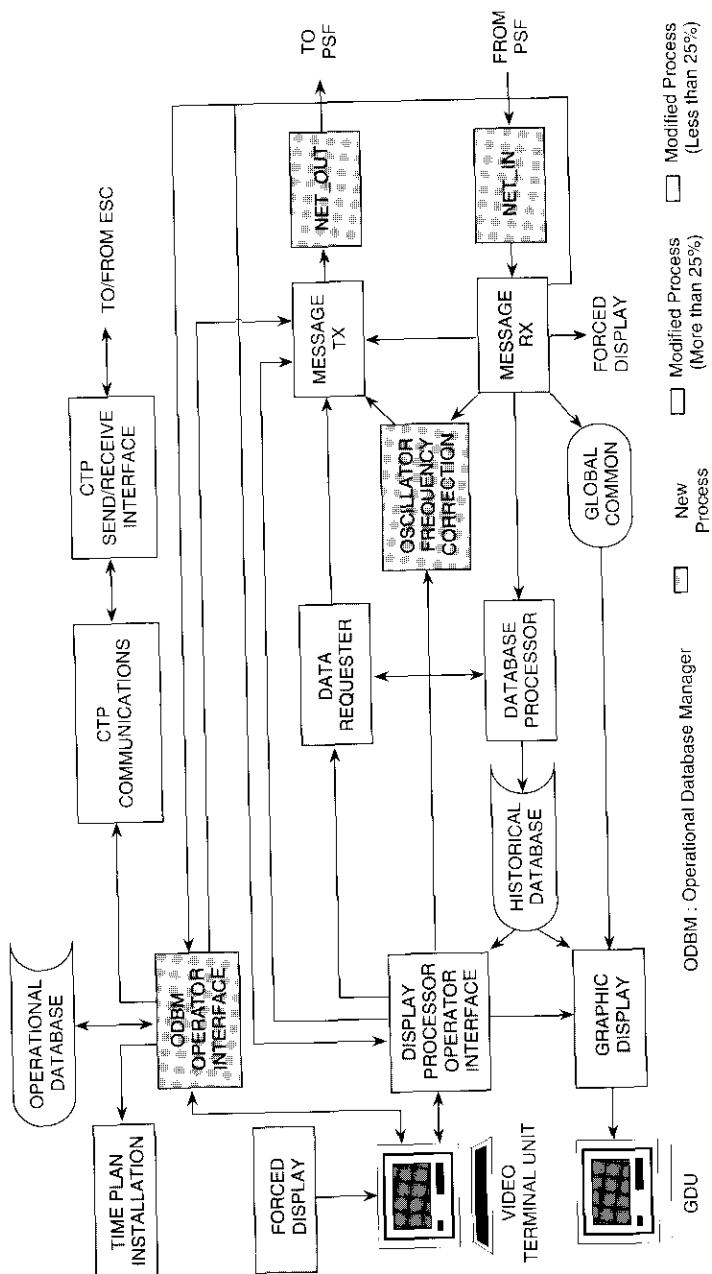 OPERATIONAL
DATABASE
TIME PLAN
INSTALLATION
ODBM
OPERATOR
INTERFACE
CTP
COMMUNICATIONS
CTP
SEND/RECEIVE
INTERFACE
TO/FROM ESC
FORCED
DISPLAY
VIDEO
TERMINAL UNIT
DISPLAY
PROCESSOR
OPERATOR
INTERFACE
DATA
REQUESTER
MESSAGE
TX
NET_OUT
TO
PSF
OSCILLATOR
FREQUENCY
CORRECTION
MESSAGE
RX
NET_IN
FROM
PSF
HISTORICAL
DATABASE
DATABASE
PROCESSOR
FORCED
DISPLAY
GDU
GRAPHIC
DISPLAY
GLOBAL
COMMON
ODBM : Operational Database Manager
New
Process
Modified Process
(More than 25%)
Modified Process
(Less than 25%)